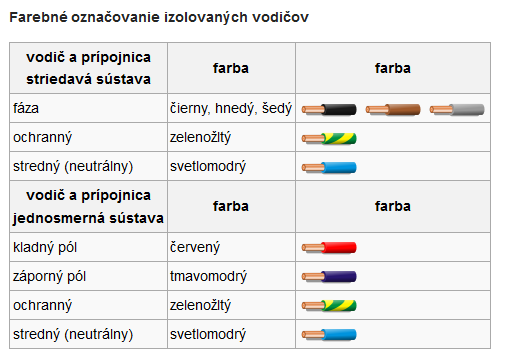 Farebné označovanie izolovaných vodičov
vodič a prípojnica
striedavá sústava
farba
farba
fáza
čierny, hnedý, šedý
ochranný
zelenožltý
stredný (neutrálny)
svetlomodrý
vodič a prípojnica
jednosmerná sústava
farba
farba
kladný pól
červený
záporný pól
tmavomodrý
ochranný
zelenožltý
stredný (neutrálny)
svetlomodrý